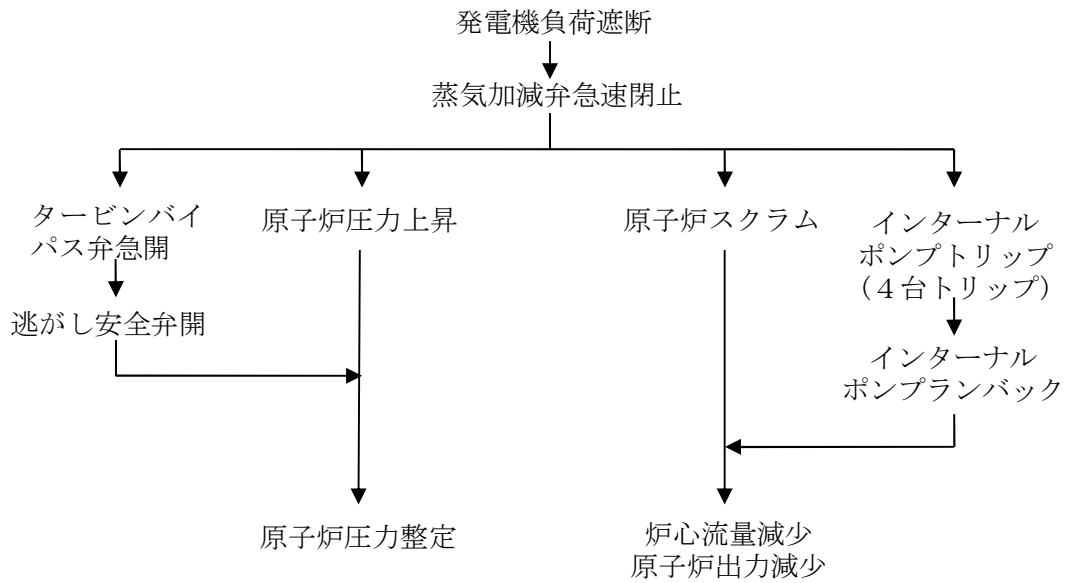 発電機負荷遮断
蒸気加減弁急速閉止
タービンバイ
パス弁急開
逃がし安全弁開
原子炉圧力上昇
原子炉圧力整定
原子炉スクラム
インターナル
ポンプトリップ
（４台トリップ）
インターナル
ポンプランバック
炉心流量減少
原子炉出力減少